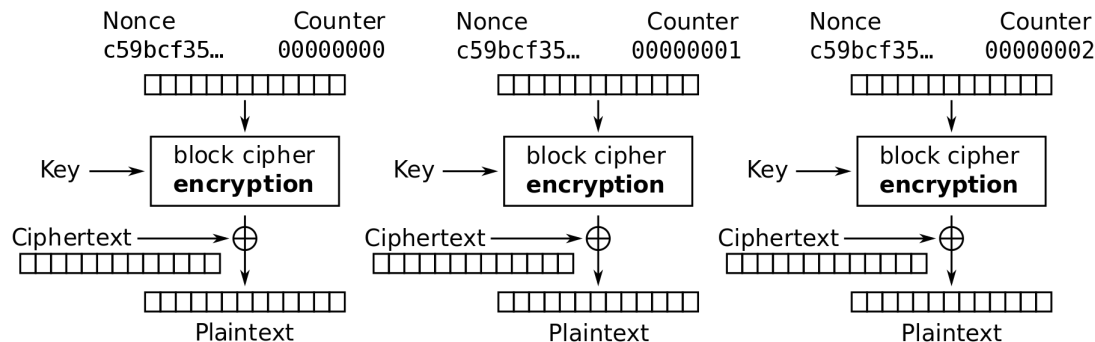 Nonce Counter Nonce Counter Nonce Counter
c59bcf35… 00000000 c59bcf35… 00000001 c59bcf35… 00000002
block cipher block cipher block cipher
Key encryption Key encryption Key encryption
Ciphertext Ciphertext Ciphertext
Plaintext Plaintext Plaintext